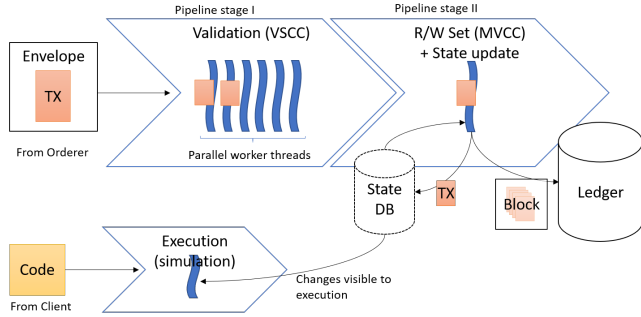 Pipeline stage I
Pipeline stage II
Validation (VSCC)
R/W Set (MVCC)
+ State update
Envelope
TX
From Orderer
Parallel worker threads
State
DB
TX
Block
Ledger
Execution
(simulation)
Code
From Client
Changes visible to
execution